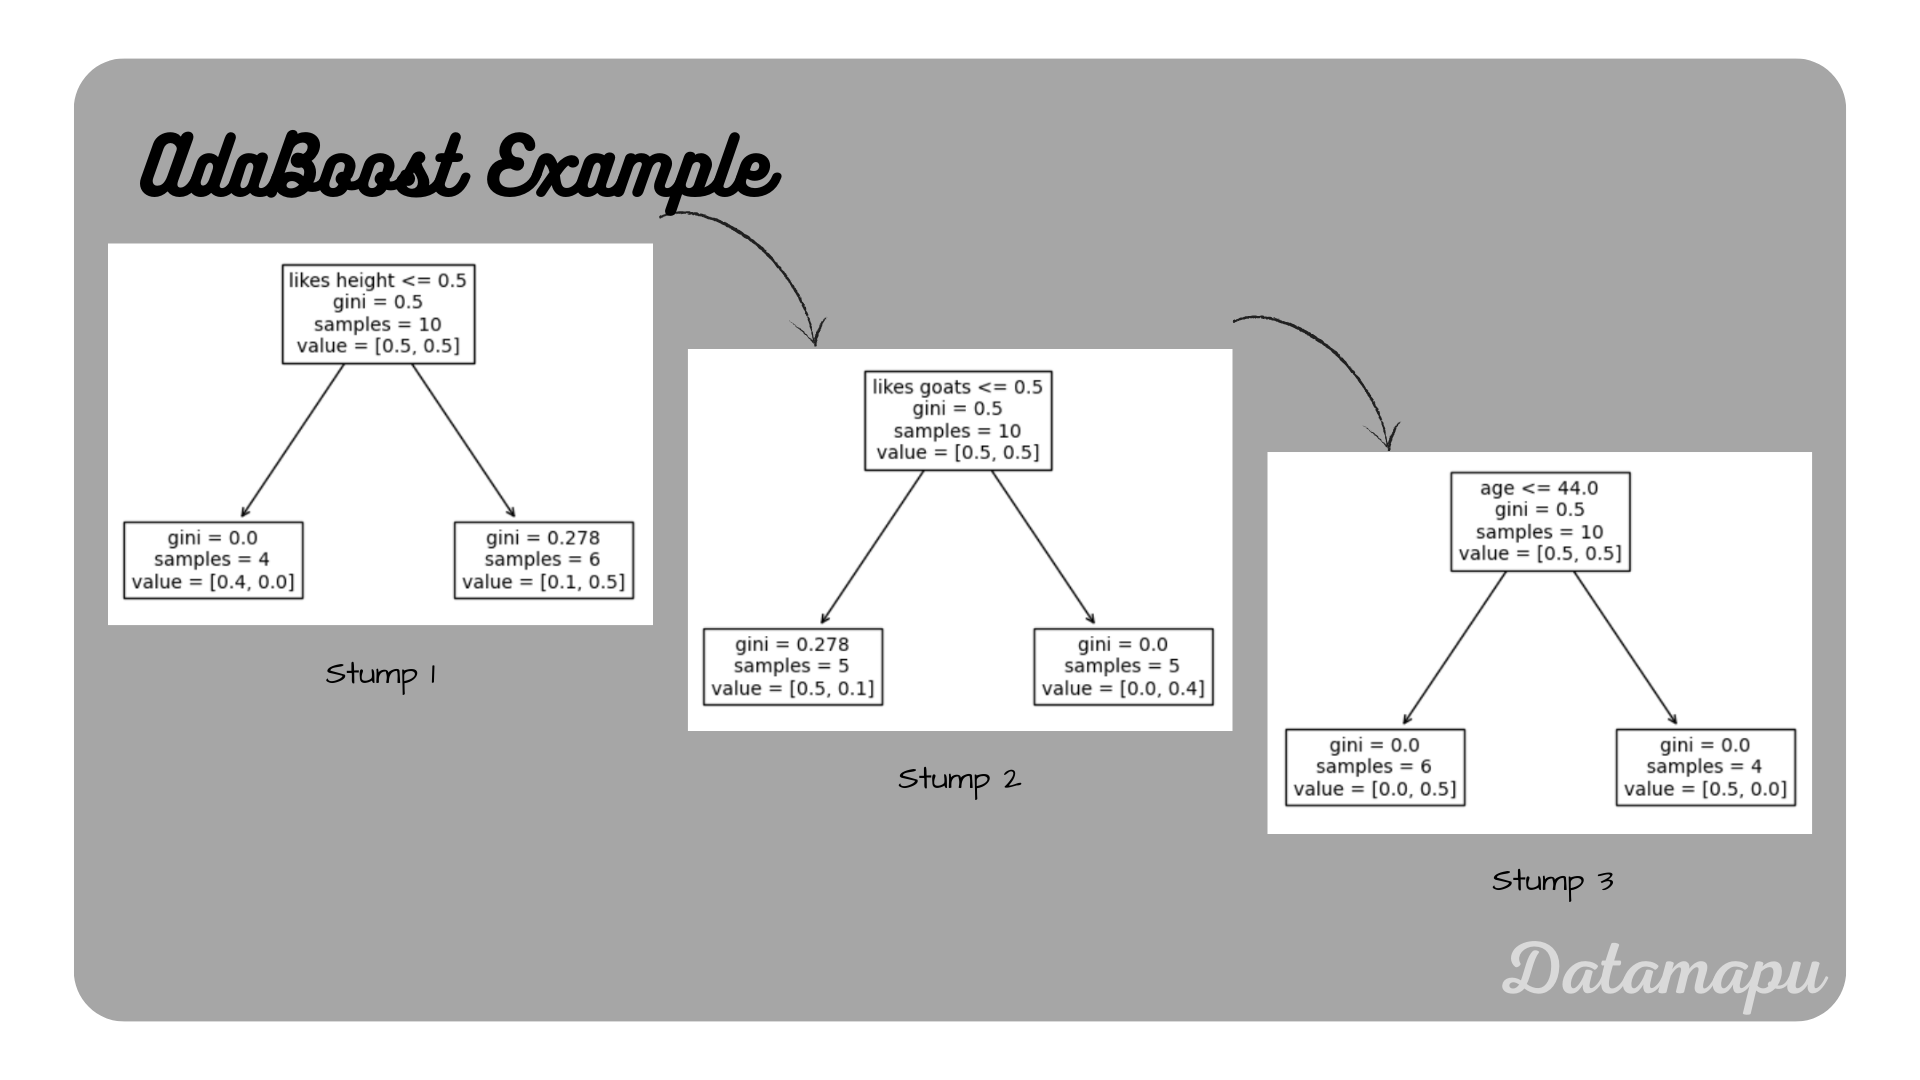 AdaBoost Example
likes height <= 0.5
gini = 0.5
samples = 10
value = [0.5, 0.5]
gini = 0.0
samples = 4
value = [0.4, 0.0]
gini = 0.278
samples = 6
value = [0.1, 0.5]
Stump 1
likes goats <= 0.5
gini = 0.5
samples = 10
value = [0.5, 0.5]
gini = 0.278
samples = 5
value = [0.5, 0.1]
gini = 0.0
samples = 5
value = [0.0, 0.4]
Stump 2
age <= 44.0
gini = 0.5
samples = 10
value = [0.5, 0.5]
gini = 0.0
samples = 6
value = [0.0, 0.5]
gini = 0.0
samples = 4
value = [0.5, 0.0]
Stump 3
Datamapu